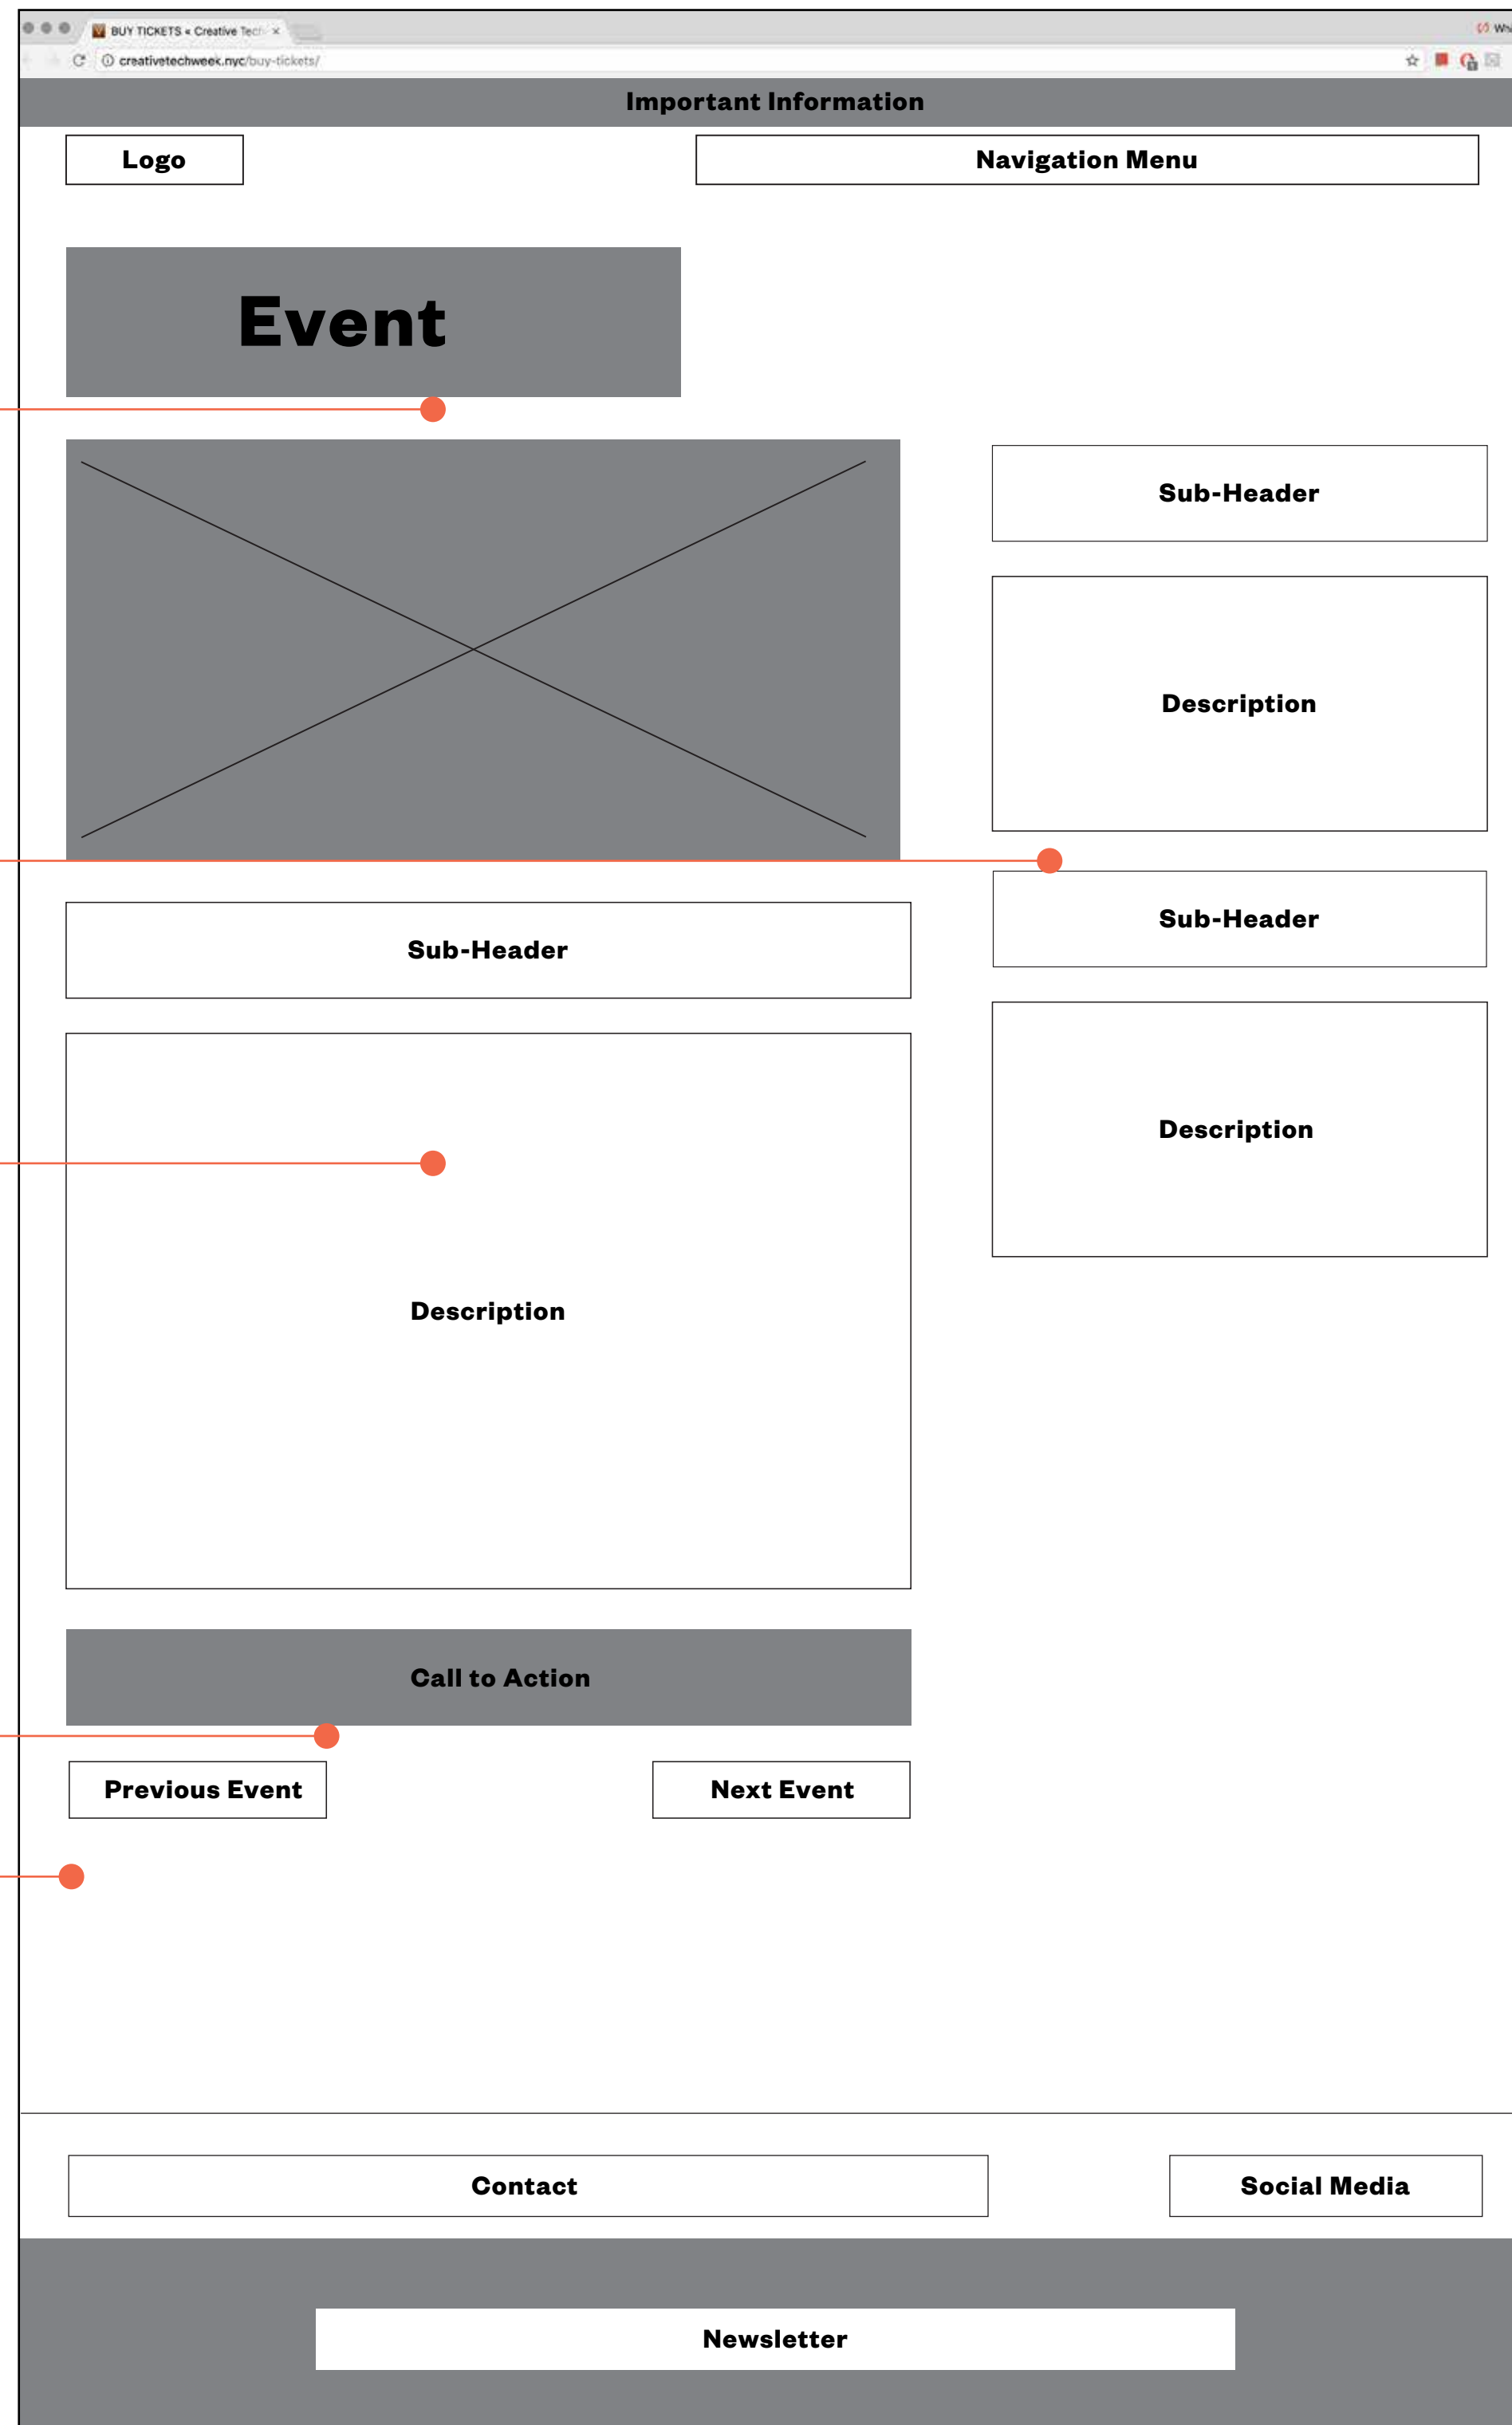 BUY TICKETS « Creative Tech
creativetechweek.nyc/buy-tickets/
Important Information
Logo
Navigation Menu
Event
Sub-Header
Description
Sub-Header
Sub-Header
Description
Description
Call to Action
Previous Event
Next Event
Contact
Social Media
Newsletter